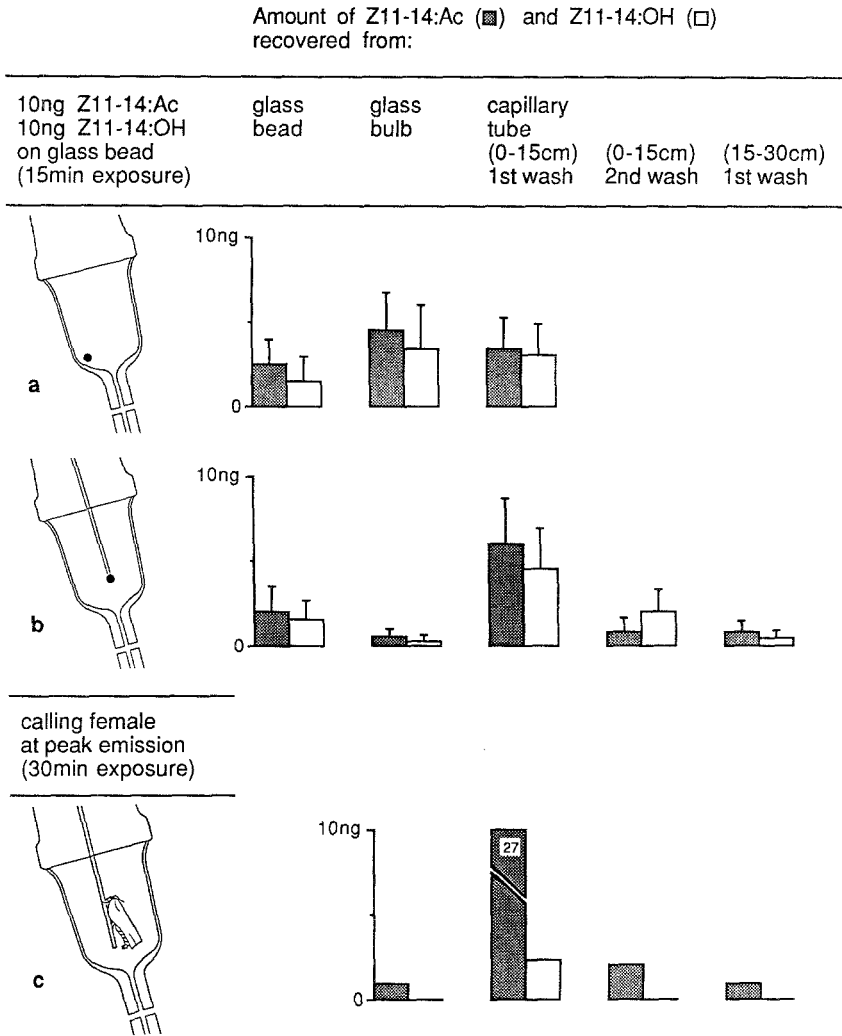 Amount of Z11-14:Ac (▩) and Z11-14:OH (□)
recovered from:
10ng Z11-14:Ac
10ng Z11-14:OH
on glass bead
(15min exposure)
glass
bead
glass
bulb
capillary
tube
(0-15cm) (0-15cm) (15-30cm)
1st wash 2nd wash 1st wash
10ng
0
a
10ng
0
b
calling female
at peak emission
(30min exposure)
10ng
27
0
c